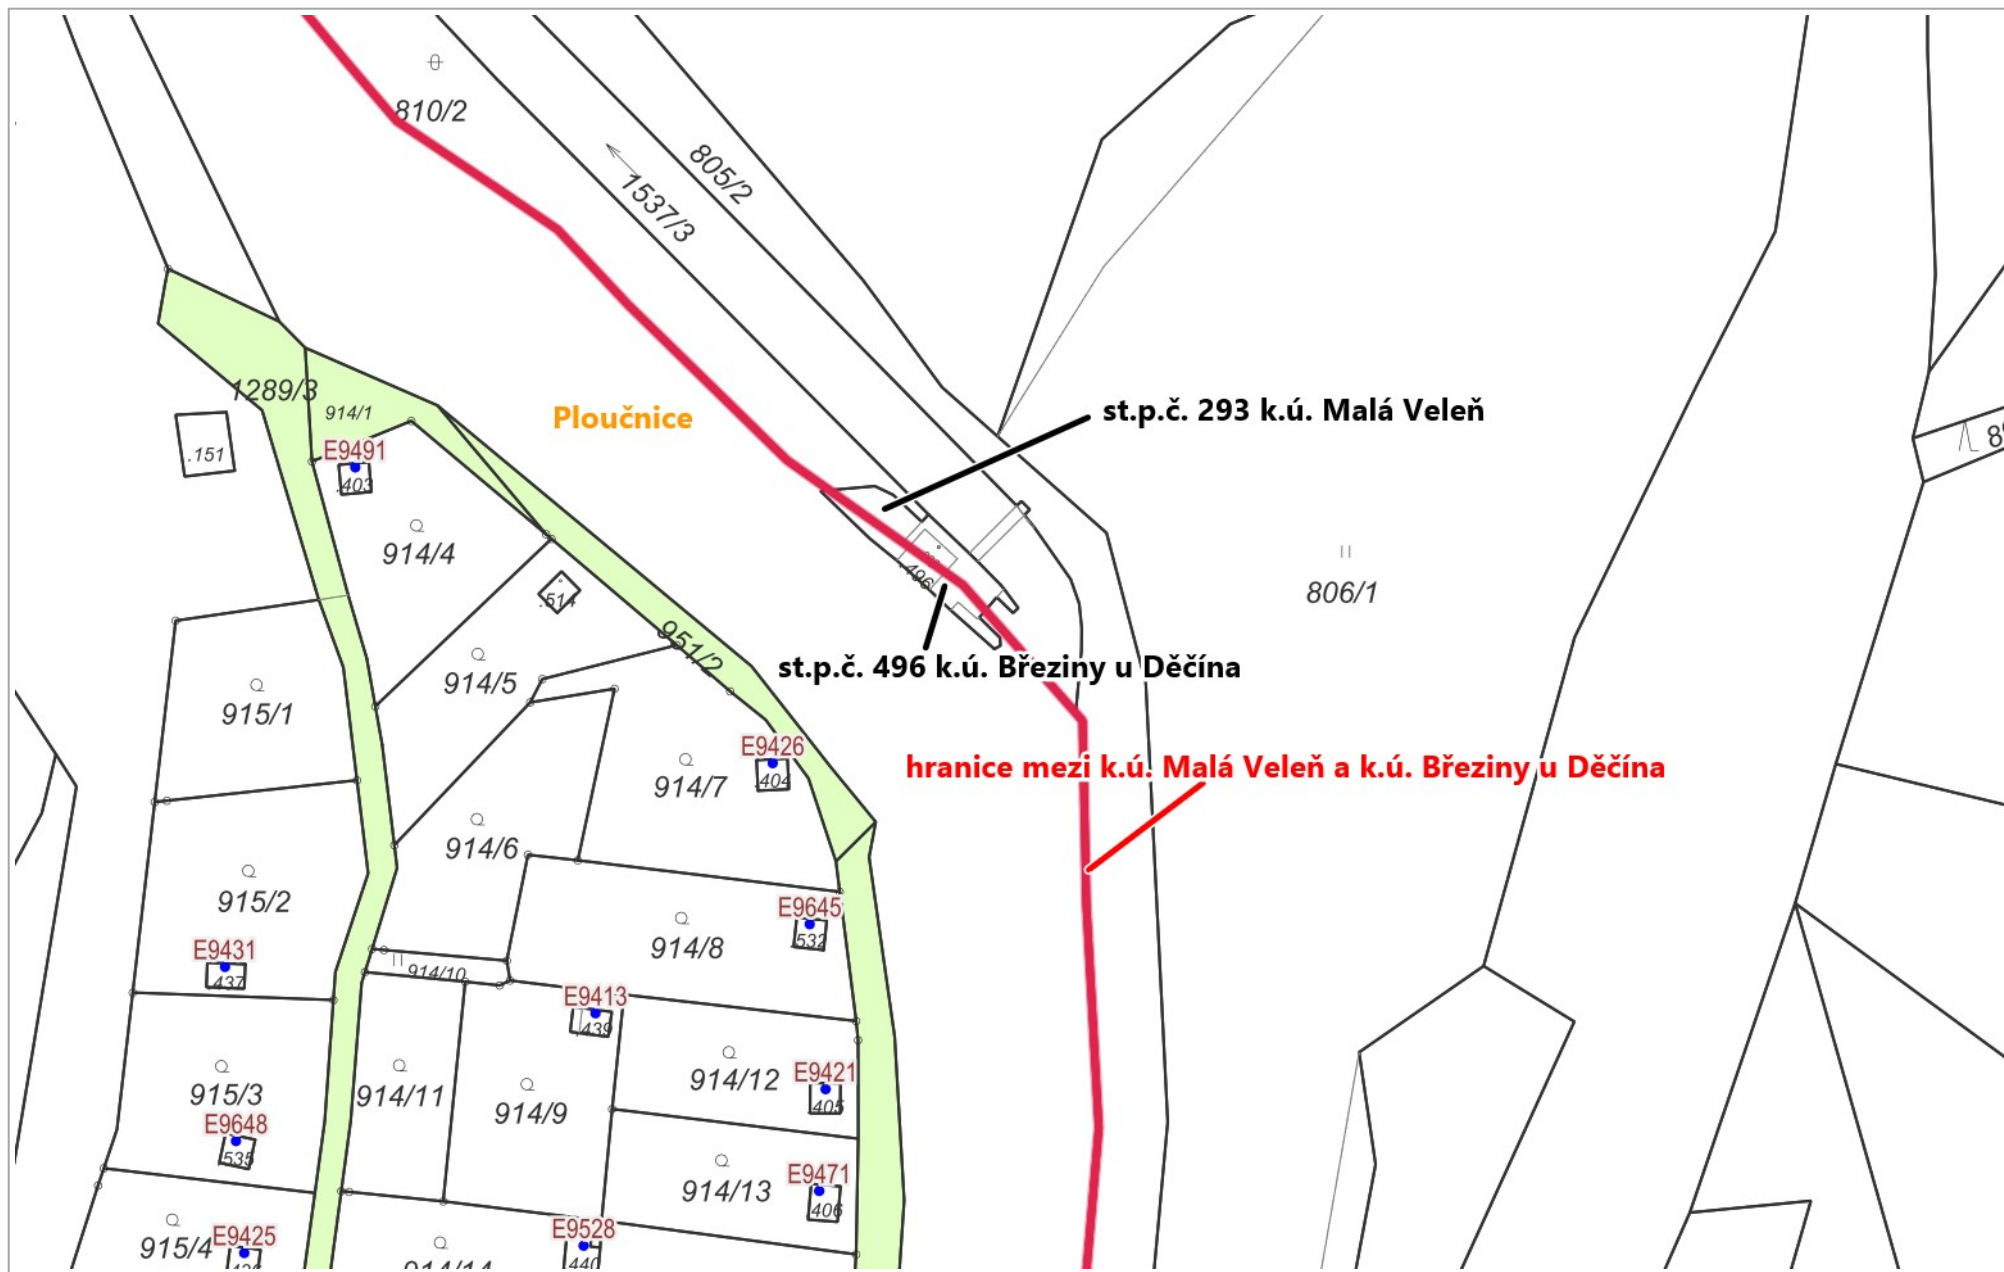 810/2
805/2
1537/3
1289/3
914/1
Ploučnice
st.p.č. 293 k.ú. Malá Veleň
.151
E9491
.403
914/4
.496
.514
806/1
951/2
st.p.č. 496 k.ú. Březiny u Děčína
914/5
915/1
E9426
404
914/7
hranice mezi k.ú. Malá Veleň a k.ú. Březiny u Děčína
914/6
915/2
E9645
532
914/8
E9431
437
914/10
E9413
439
E9421
405
914/12
915/3
914/11
914/9
E9648
535
E9471
406
914/13
E9528
440
915/4
E9425
914/14